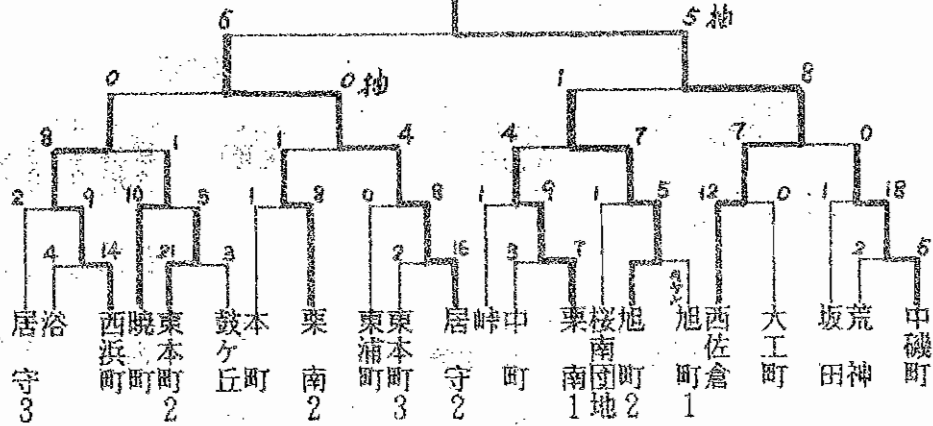 6 5抽
0 0抽 1 8
8 1 1 4 4 7 7 0
2 9 10 3 1 8 0 8 1 9 1 5 12 0 1 18
4 14 21 3 2 16 3 7 2 5
居守3
浴
西浜町
暁町
東本町2
鼓ケ丘
本町
栗南2
東浦町
東本町3
居守2
峠
中町
栗南1
桜南団地
旭町2
旭町1
西佐倉
大工町
坂田
荒神
中磯町